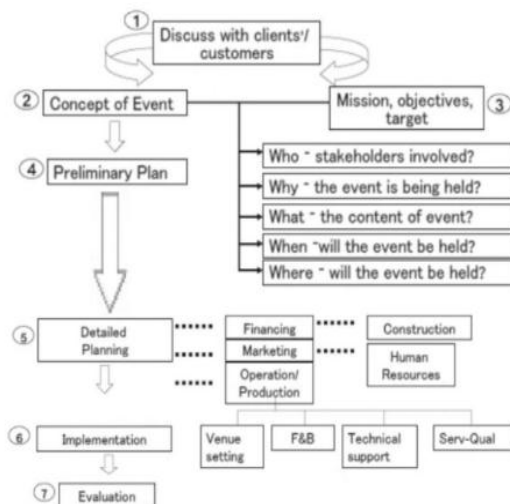 1
Discuss with clients'/
customers
2
Concept of Event
Mission, objectives,
target
3
Who - stakeholders involved?
4
Preliminary Plan
Why - the event is being held?
What - the content of event?
When -will the event be held?
Where - will the event be held?
5
Detailed
Planning
Financing
Construction
Marketing
Human
Resources
Operation/
Production
6
Implementation
Venue
setting
F&B
Technical
support
Serv-Qual
7
Evaluation